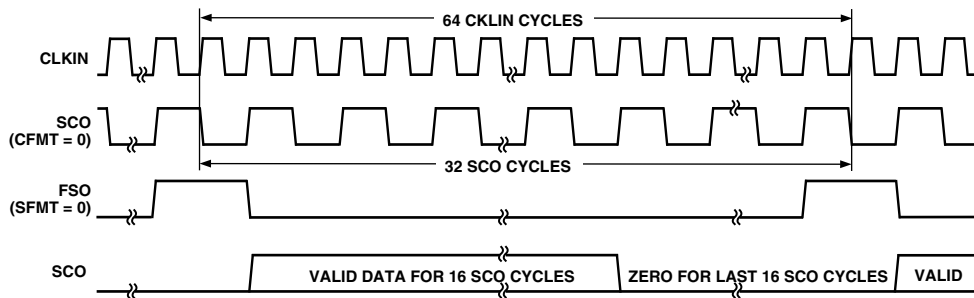 64 CKLIN CYCLES
CLKIN
SCO
(CFMT = 0)
32 SCO CYCLES
FSO
(SFMT = 0)
SCO
VALID DATA FOR 16 SCO CYCLES
ZERO FOR LAST 16 SCO CYCLES
VALID